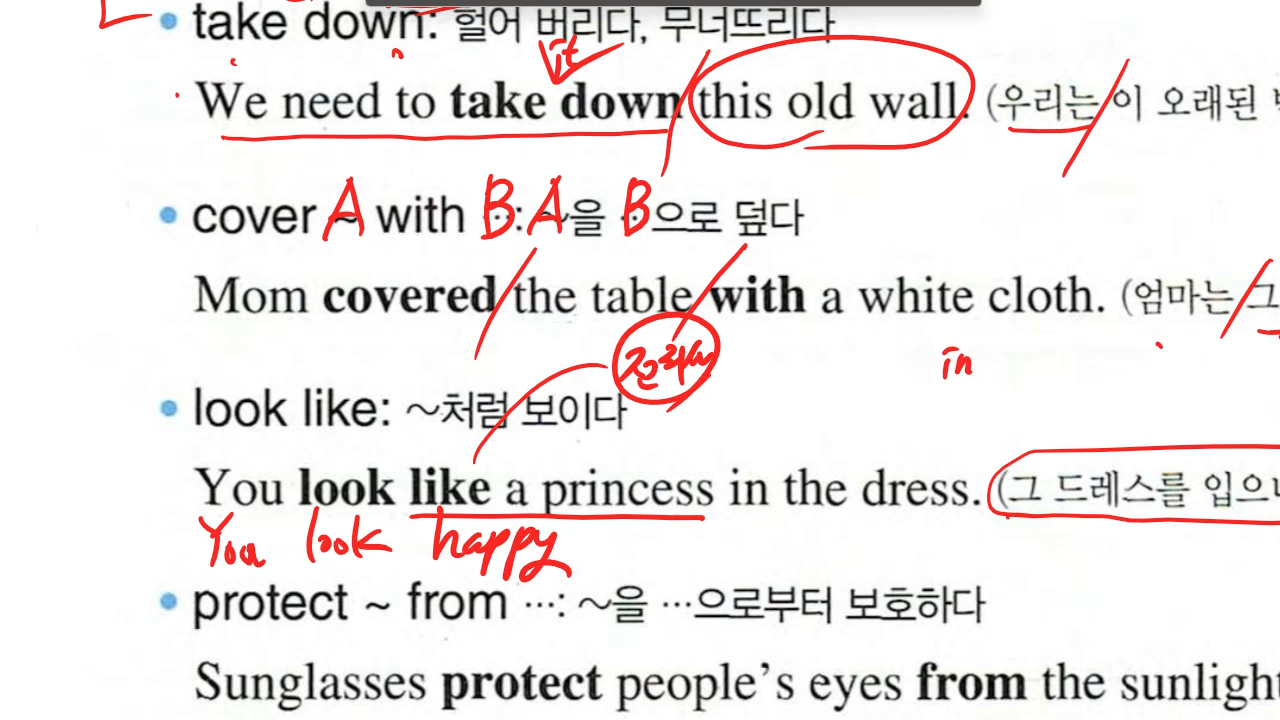 take down: 헐어 버리다, 무너뜨리다
it
We need to take down this old wall. (우리는 이 오래된
cover A with B: A을 B으로 덮다
Mom covered the table with a white cloth. (엄마는 그
in
look like: ~처럼 보이다
You look like a princess in the dress. (그 드레스를 입으니
You look happy
protect ~ from …: ~을 …으로부터 보호하다
Sunglasses protect people's eyes from the sunlight